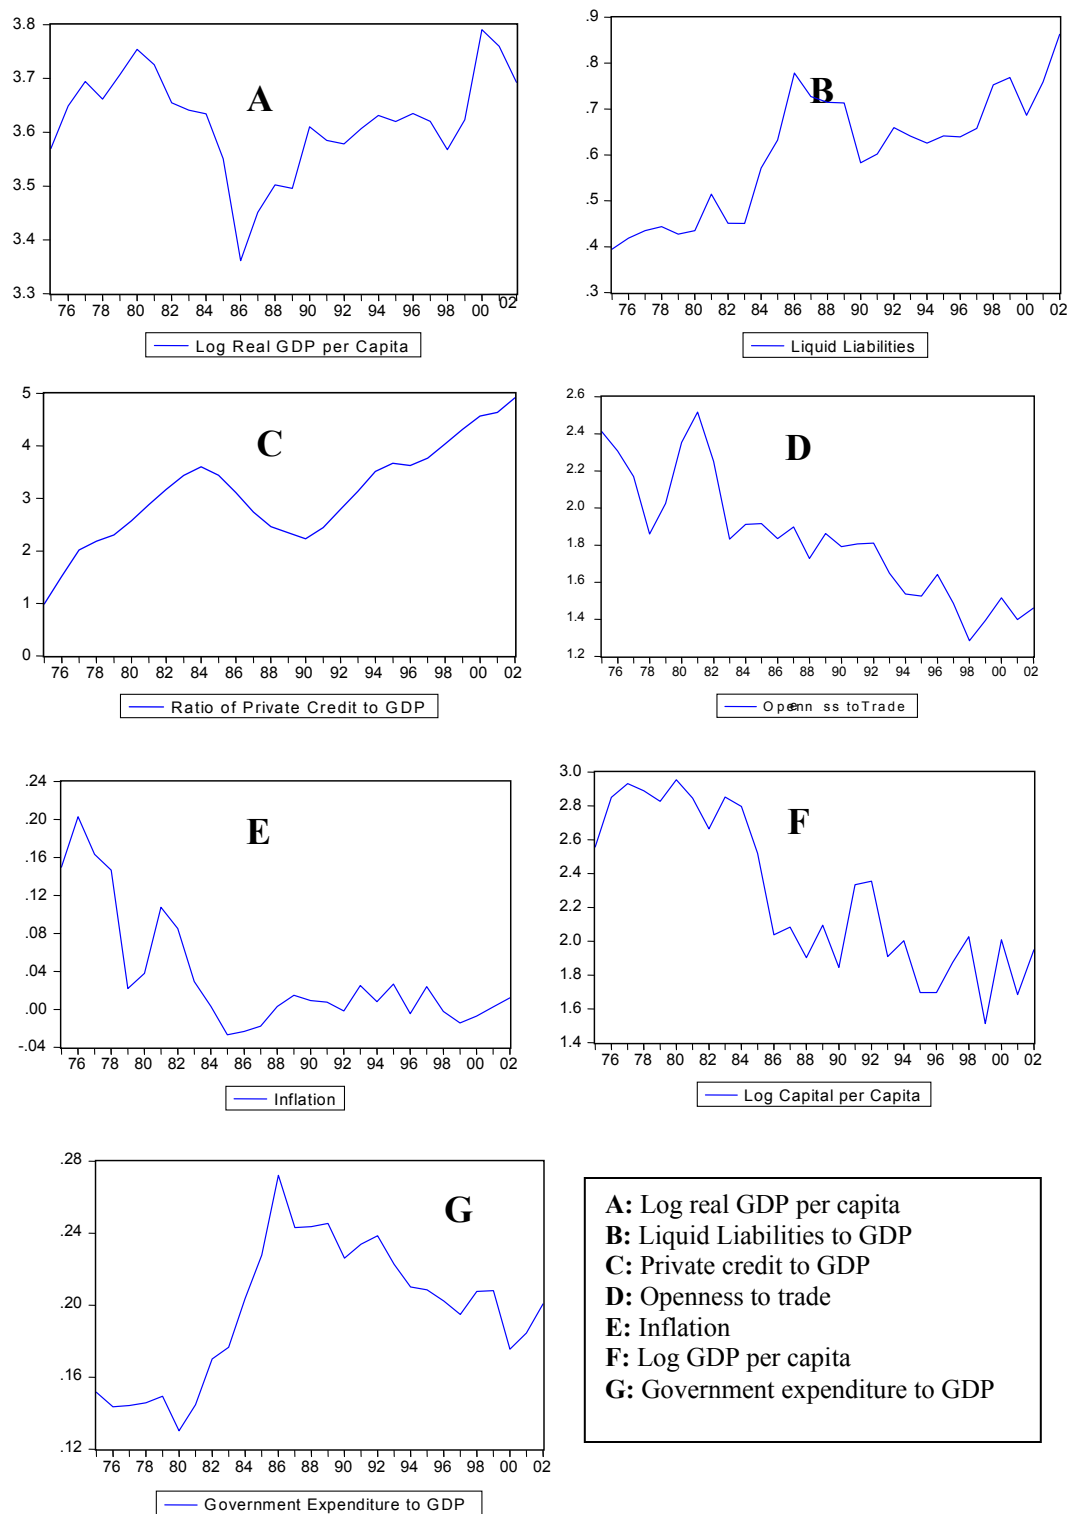 3.8
3.7
3.6
3.5
3.4
3.3
A
76 78 80 82 84 86 88 90 92 94 96 98 00 02
Log Real GDP per Capita
.9
.8
.7
.6
.5
.4
.3
B
76 78 80 82 84 86 88 90 92 94 96 98 00 02
Liquid Liabilities
5
4
3
2
1
0
C
76 78 80 82 84 86 88 90 92 94 96 98 00 02
Ratio of Private Credit to GDP
2.6
2.4
2.2
2.0
1.8
1.6
1.4
1.2
D
76 78 80 82 84 86 88 90 92 94 96 98 00 02
Openness to Trade
.24
.20
.16
.12
.08
.04
.00
-.04
E
76 78 80 82 84 86 88 90 92 94 96 98 00 02
Inflation
3.0
2.8
2.6
2.4
2.2
2.0
1.8
1.6
1.4
F
76 78 80 82 84 86 88 90 92 94 96 98 00 02
Log Capital per Capita
.28
.24
.20
.16
.12
G
76 78 80 82 84 86 88 90 92 94 96 98 00 02
Government Expenditure to GDP
A: Log real GDP per capita
B: Liquid Liabilities to GDP
C: Private credit to GDP
D: Openness to trade
E: Inflation
F: Log GDP per capita
G: Government expenditure to GDP